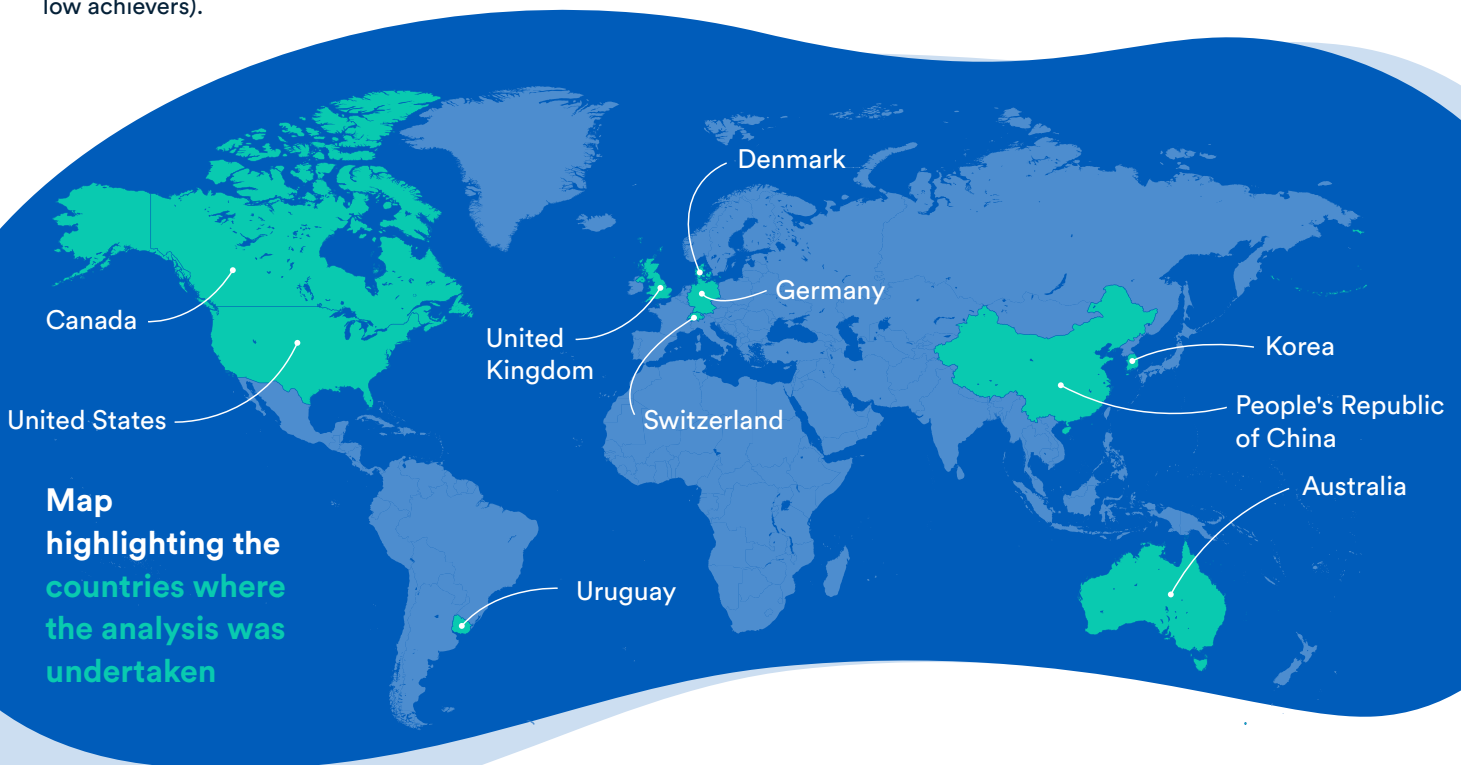 low achievers).
Denmark
Germany
Canada
United
Kingdom
Korea
United States
Switzerland
People's Republic
of China
Australia
Map
highlighting the
countries where
the analysis was
undertaken
Uruguay